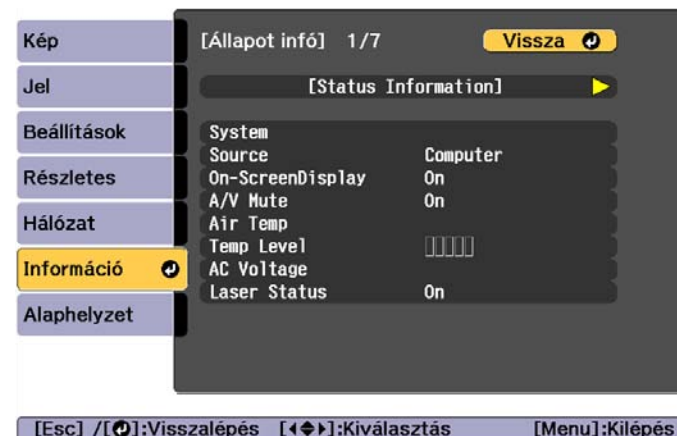 Kép
Jel
Beállítások
Részletes
Hálózat
Információ
Alaphelyzet
[Állapot infó] 1/7 Vissza
[Status Information]
System
Source Computer
On-ScreenDisplay On
A/V Mute On
Air Temp
Temp Level
AC Voltage
Laser Status On
[Esc] /[ ]:Visszalépés [ ]:Kiválasztás [Menu]:Kilépés